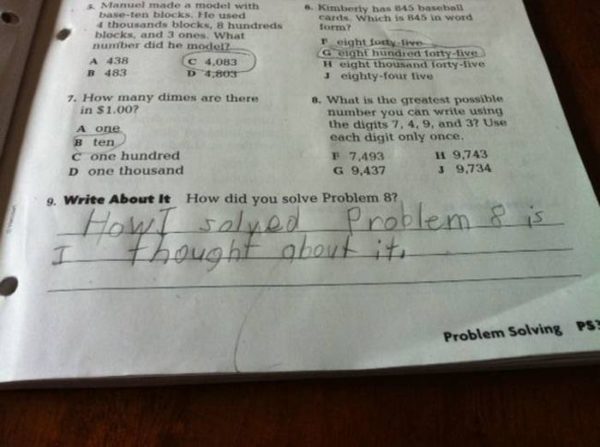 5. Manuel made a model with
base-ten blocks. He used
4 thousands blocks, 8 hundreds
blocks, and 3 ones. What
number did he model?
A 438
C 4,083
B 483
D 4,803
6. Kimberly has 845 baseball
cards. Which is 845 in word
form?
F eight forty-five
G eight hundred forty-five
H eight thousand forty-five
J eighty-four five
7. How many dimes are there
in $1.00?
A one
B ten
C one hundred
D one thousand
8. What is the greatest possible
number you can write using
the digits 7, 4, 9, and 3? Use
each digit only once.
F 7,493
H 9,743
G 9,437
J 9,734
9. Write About It How did you solve Problem 8?
How I solved Problem 8 is
I thought about it.
Problem Solving PS3